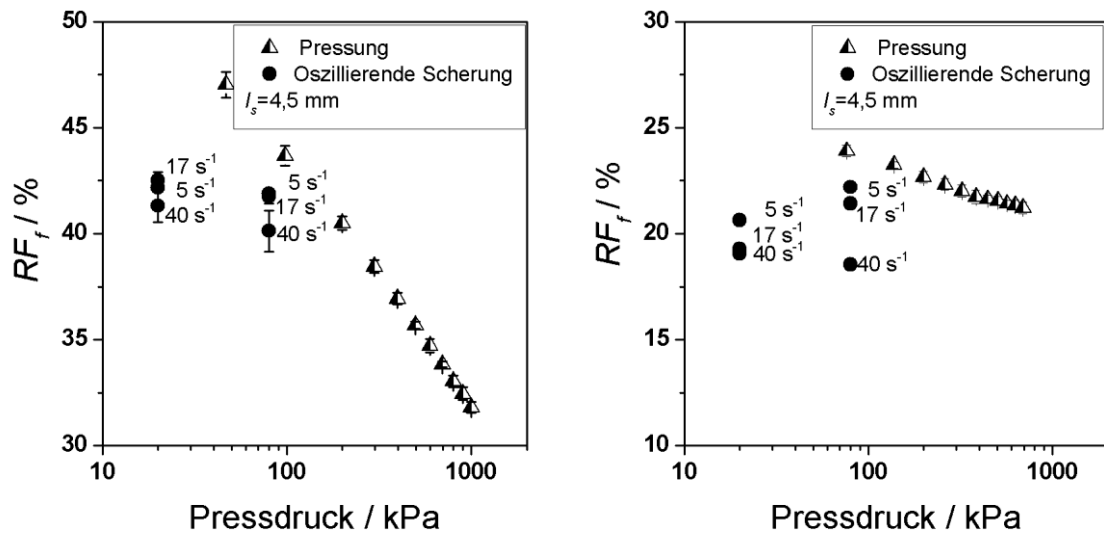 50
Pressung
Oszillierende Scherung
l_s=4,5 mm
45
17 s⁻¹
5 s⁻¹
40 s⁻¹
5 s⁻¹
17 s⁻¹
40 s⁻¹
40
35
30
RF_f / %
10
100
1000
Pressdruck / kPa
30
Pressung
Oszillierende Scherung
l_s=4,5 mm
25
5 s⁻¹
17 s⁻¹
40 s⁻¹
5 s⁻¹
17 s⁻¹
40 s⁻¹
20
15
10
RF_f / %
10
100
1000
Pressdruck / kPa